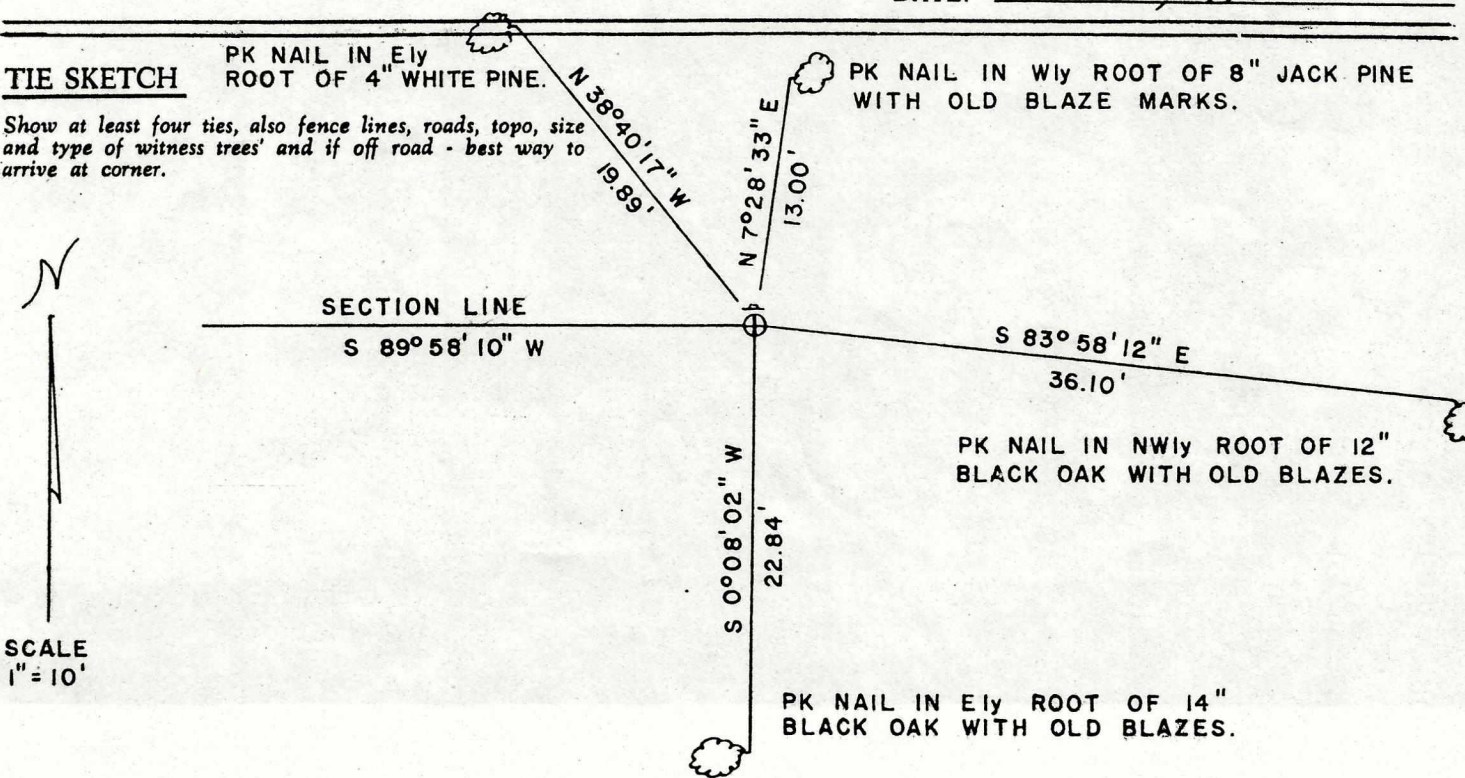 TIE SKETCH
Show at least four ties, also fence lines, roads, topo, size
and type of witness trees' and if off road - best way to
arrive at corner.
PK NAIL IN Ely
ROOT OF 4" WHITE PINE.
N 38°40'17" W
19.89'
N 7°28'33" E
13.00'
PK NAIL IN Wly ROOT OF 8" JACK PINE
WITH OLD BLAZE MARKS.
N
SECTION LINE
S 89°58'10" W
S 83°58'12" E
36.10'
PK NAIL IN NWly ROOT OF 12"
BLACK OAK WITH OLD BLAZES.
S 0°08'02" W
22.84'
SCALE
1"=10'
PK NAIL IN Ely ROOT OF 14"
BLACK OAK WITH OLD BLAZES.